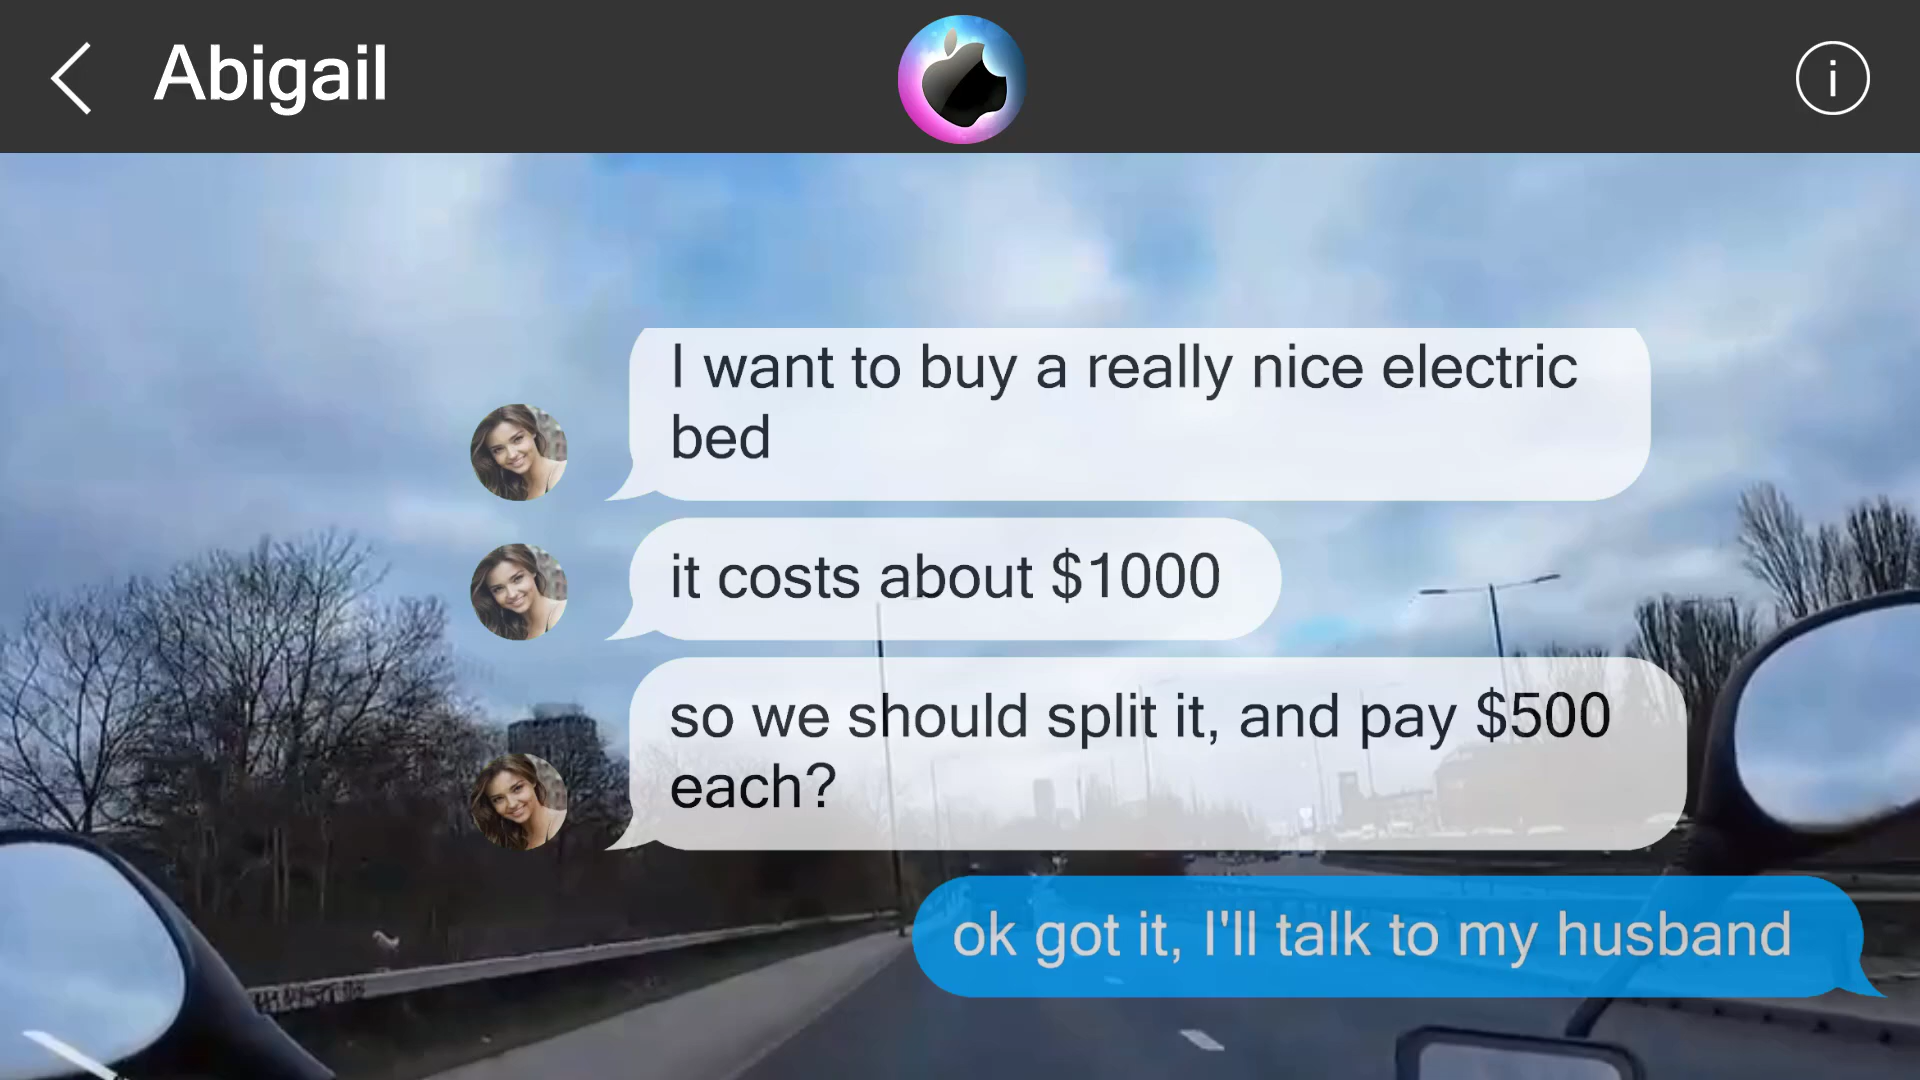 Abigail
i
I want to buy a really nice electric
bed
it costs about $1000
so we should split it, and pay $500
each?
ok got it, I'll talk to my husband